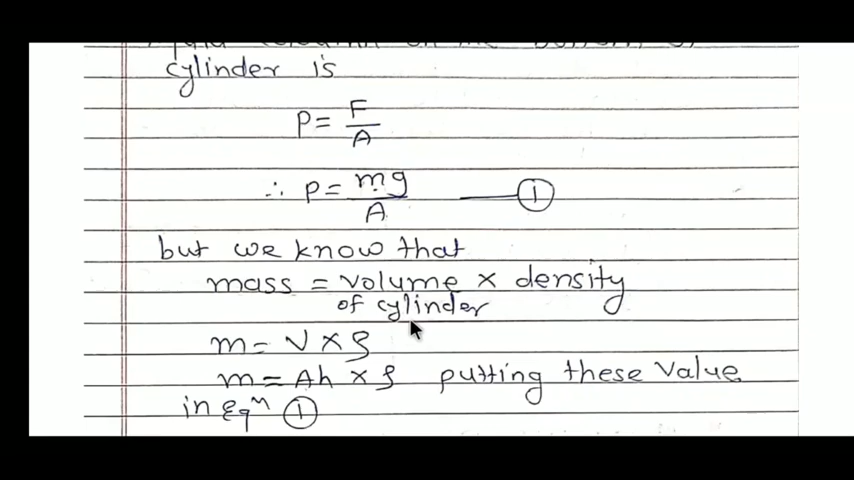 cylinder is
P = F/A
∴ P = mg/A —— ①
but we know that
mass = volume × density
of cylinder
m = V × ρ
m = Ah × ρ putting these value
in Eqⁿ ①